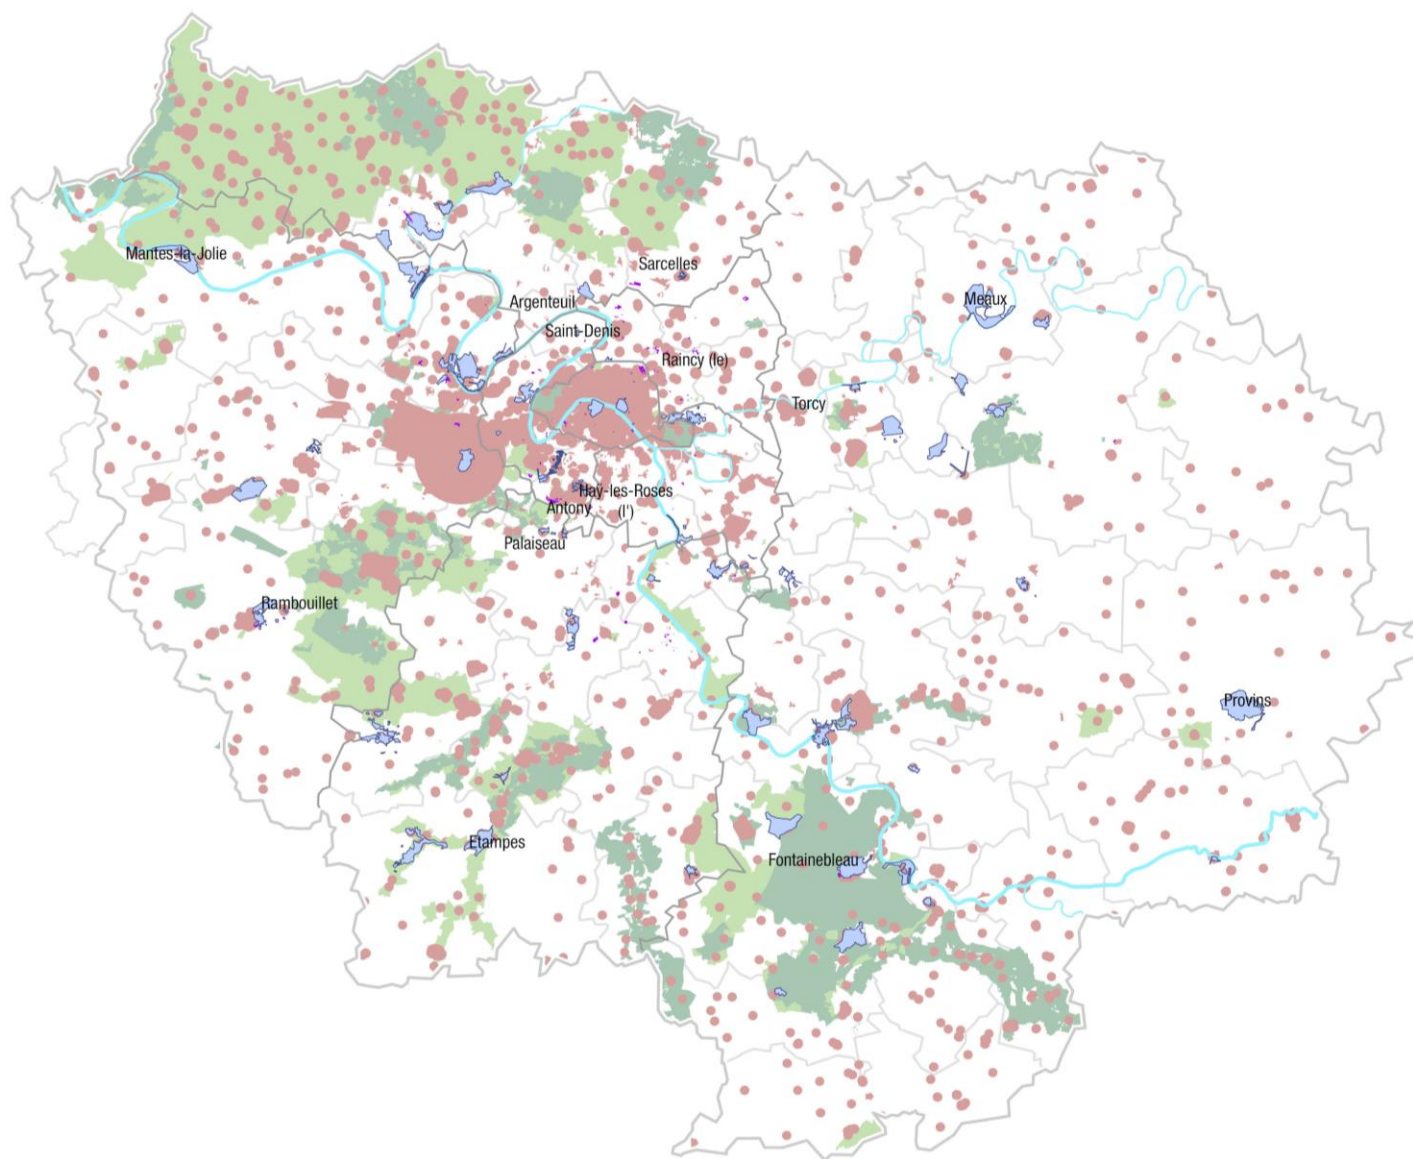 Mantes-la-Jolie
Sarcelles
Argenteuil
Meaux
Saint-Denis
Raincy (le)
Torcy
Haÿ-les-Roses
(l')
Antony
Palaiseau
Rambouillet
Provins
Etampes
Fontainebleau